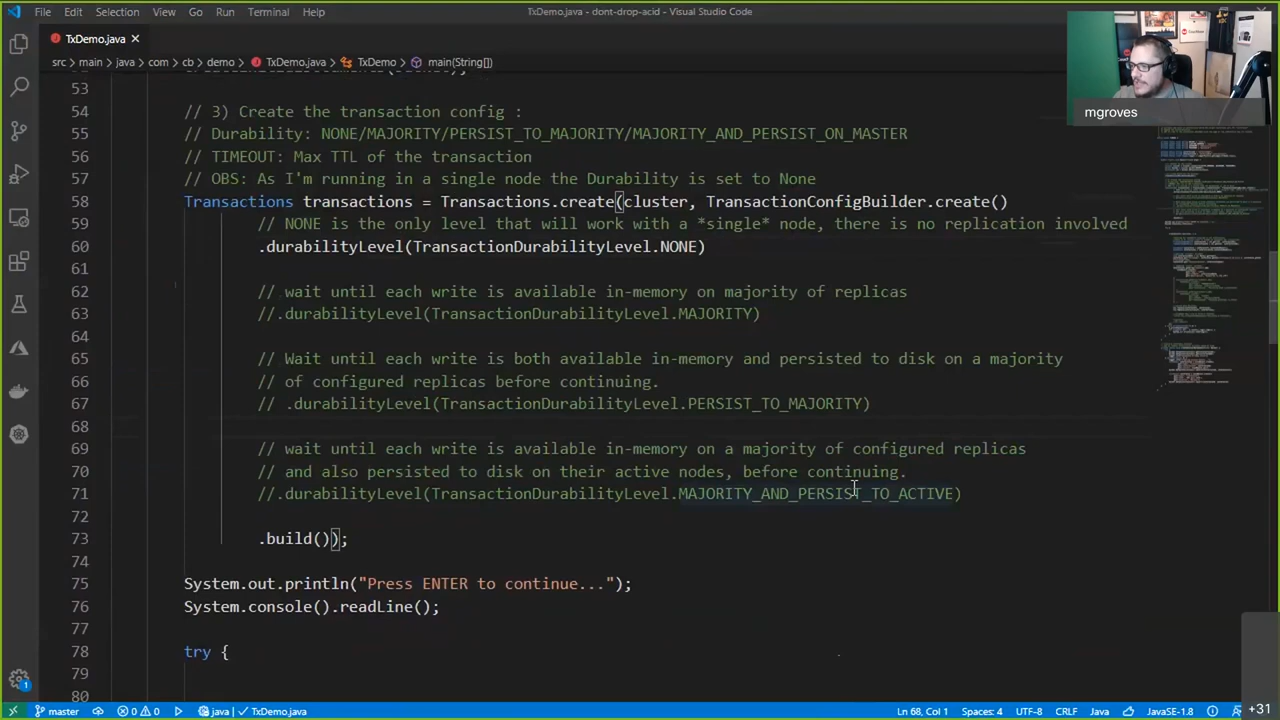 File Edit Selection View Go Run Terminal Help
TxDemo.java - dont-drop-acid - Visual Studio Code
TxDemo.java
src > main > java > com > cb > demo > TxDemo.java > TxDemo > main(String[])
mgroves
53
54 // 3) Create the transaction config :
55 // Durability: NONE/MAJORITY/PERSIST_TO_MAJORITY/MAJORITY_AND_PERSIST_ON_MASTER
56 // TIMEOUT: Max TTL of the transaction
57 // OBS: As I'm running in a single code Durability is set to None
58 Transactions transactions = Transactions.create(cluster, TransactionConfigBuilder.create()
59 // NONE - the only one that will work with a "single" node, there is no replication involved
60 .durabilityLevel(TransactionDurabilityLevel.NONE)
61
62 // wait until each write is available in-memory on majority of replicas
63 //.durabilityLevel(TransactionDurabilityLevel.MAJORITY)
64
65 // Wait until each write is both available in-memory and persisted to disk on a majority
66 // of configured replicas before continuing.
67 // .durabilityLevel(TransactionDurabilityLevel.PERSIST_TO_MAJORITY)
68
69 // wait until each write is available in-memory on a majority of configured replicas
70 // and also persisted to disk on their active nodes, before continuing.
71 //.durabilityLevel(TransactionDurabilityLevel.MAJORITY_AND_PERSIST_TO_ACTIVE)
72
73 .build());
74
75 System.out.println("Press ENTER to continue...");
76 System.console().readLine();
77
78 try {
79
80
1
master 0 0 java TxDemo.java Ln 68, Col 1 Spaces: 4 UTF-8 CRLF Java JavaSE-1.8
+31